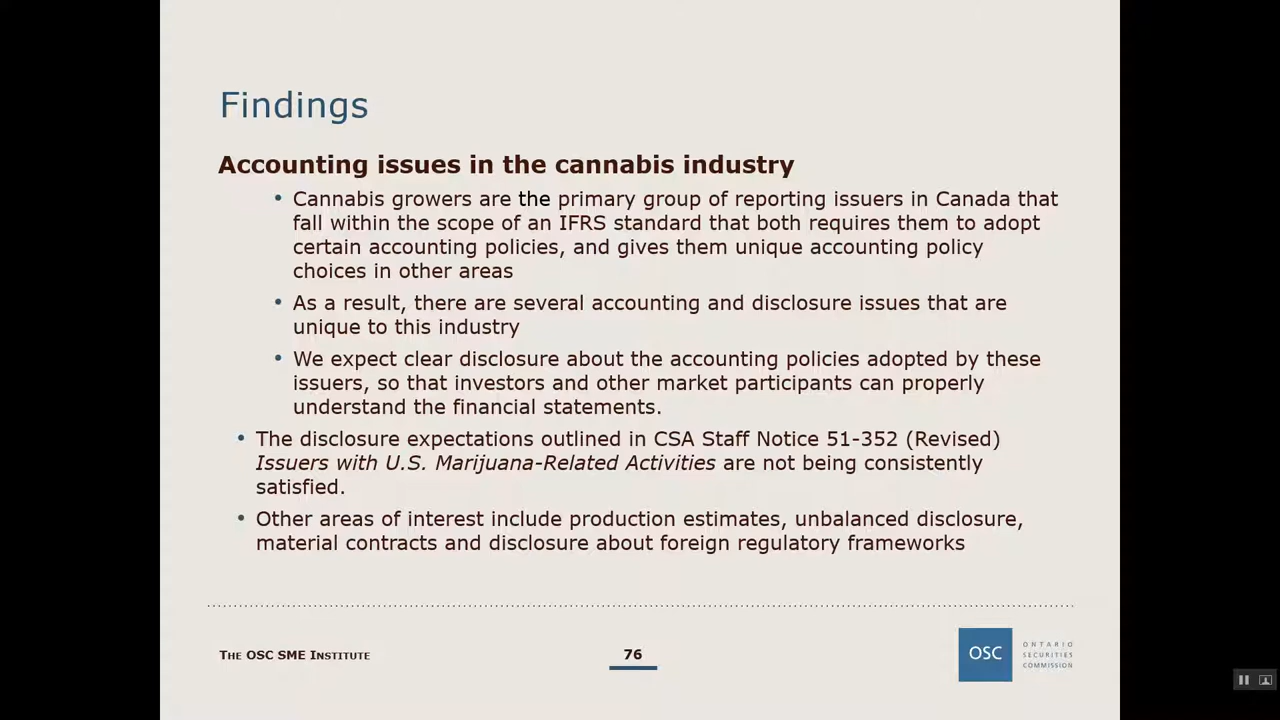 Findings
Accounting issues in the cannabis industry
• Cannabis growers are the primary group of reporting issuers in Canada that
fall within the scope of an IFRS standard that both requires them to adopt
certain accounting policies, and gives them unique accounting policy
choices in other areas
• As a result, there are several accounting and disclosure issues that are
unique to this industry
• We expect clear disclosure about the accounting policies adopted by these
issuers, so that investors and other market participants can properly
understand the financial statements.
• The disclosure expectations outlined in CSA Staff Notice 51-352 (Revised)
Issuers with U.S. Marijuana-Related Activities are not being consistently
satisfied.
• Other areas of interest include production estimates, unbalanced disclosure,
material contracts and disclosure about foreign regulatory frameworks
THE OSC SME INSTITUTE
76
OSC
ONTARIO
SECURITIES
COMMISSION